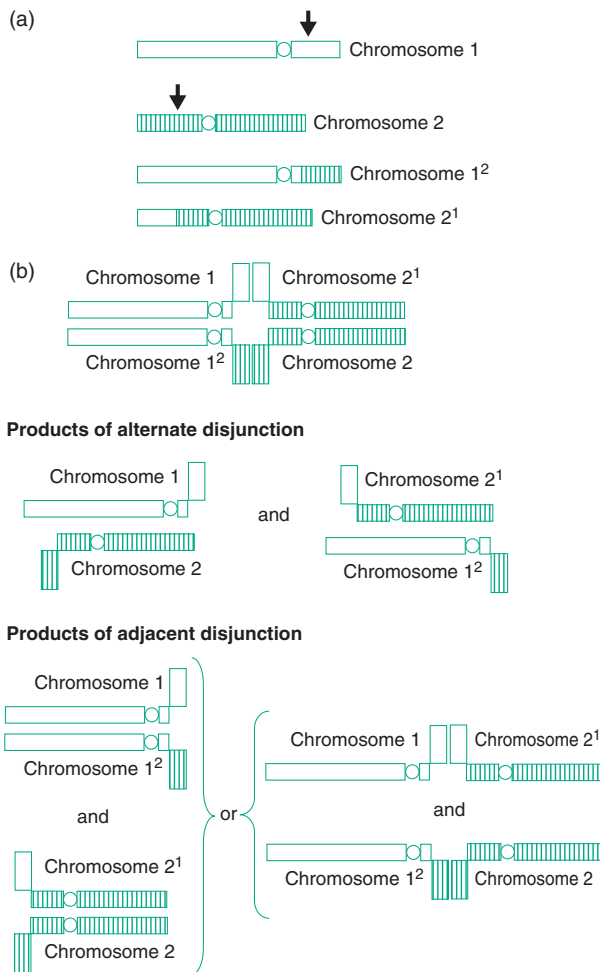 (a)
Chromosome 1
Chromosome 2
Chromosome 1²
Chromosome 2¹
(b)
Chromosome 1
Chromosome 2¹
Chromosome 1²
Chromosome 2
Products of alternate disjunction
Chromosome 1
Chromosome 2
and
Chromosome 2¹
Chromosome 1²
Products of adjacent disjunction
Chromosome 1
Chromosome 1²
and
Chromosome 2¹
Chromosome 2
or
Chromosome 1
Chromosome 2¹
and
Chromosome 1²
Chromosome 2